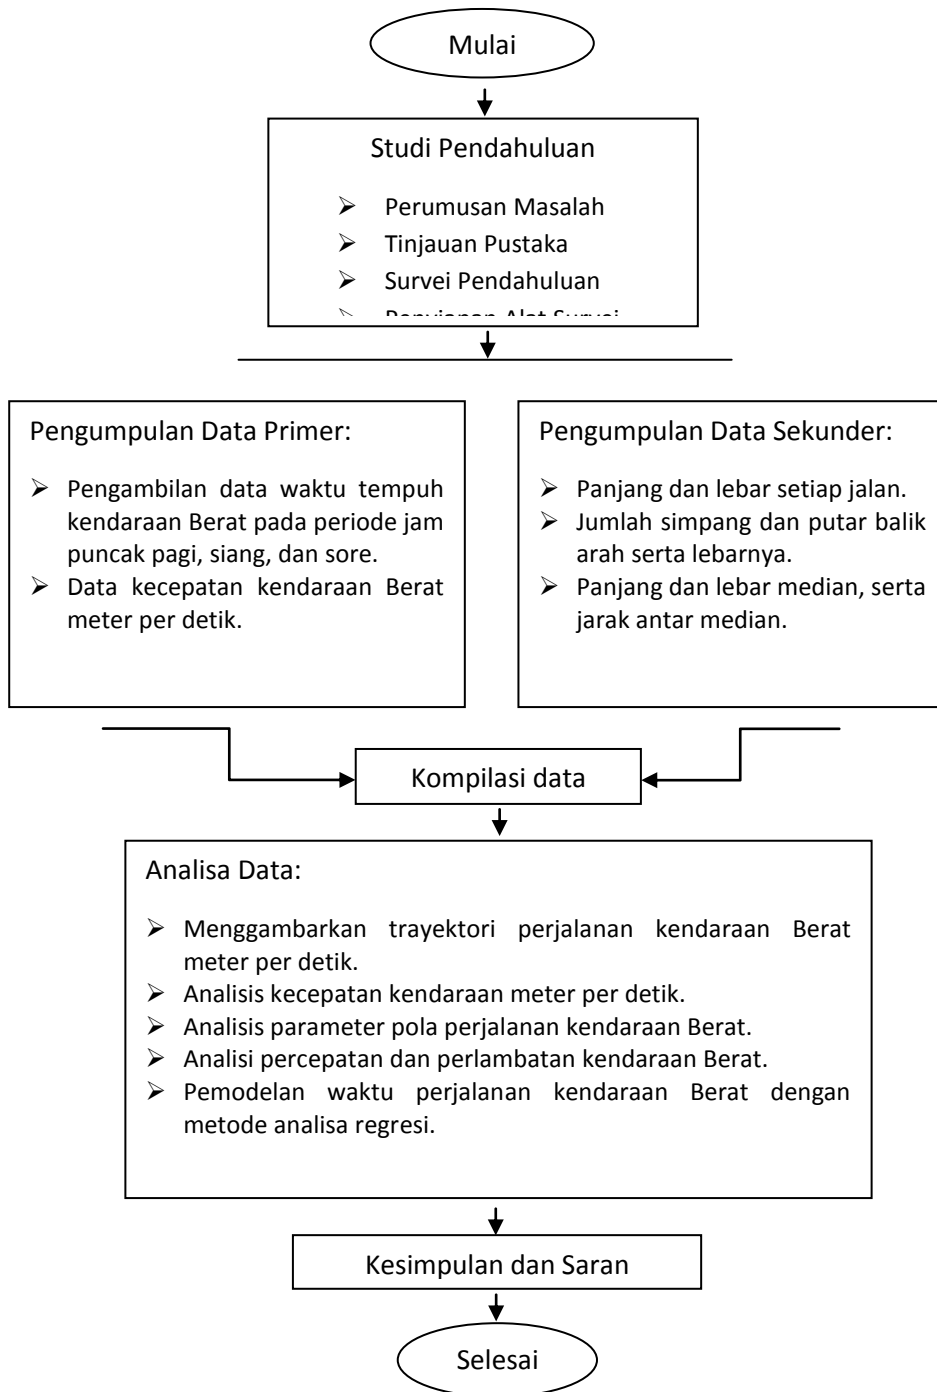 Mulai
Studi Pendahuluan
➢ Perumusan Masalah
➢ Tinjauan Pustaka
➢ Survei Pendahuluan
➢ Alat Survei
Pengumpulan Data Primer:
➢ Pengambilan data waktu tempuh
kendaraan Berat pada periode jam
puncak pagi, siang, dan sore.
➢ Data kecepatan kendaraan Berat
meter per detik.
Pengumpulan Data Sekunder:
➢ Panjang dan lebar setiap jalan.
➢ Jumlah simpang dan putar balik
arah serta lebarnya.
➢ Panjang dan lebar median, serta
jarak antar median.
Kompilasi data
Analisa Data:
➢ Menggambarkan trayektori perjalanan kendaraan Berat
meter per detik.
➢ Analisis kecepatan kendaraan meter per detik.
➢ Analisis parameter pola perjalanan kendaraan Berat.
➢ Analisi percepatan dan perlambatan kendaraan Berat.
➢ Pemodelan waktu perjalanan kendaraan Berat dengan
metode analisa regresi.
Kesimpulan dan Saran
Selesai